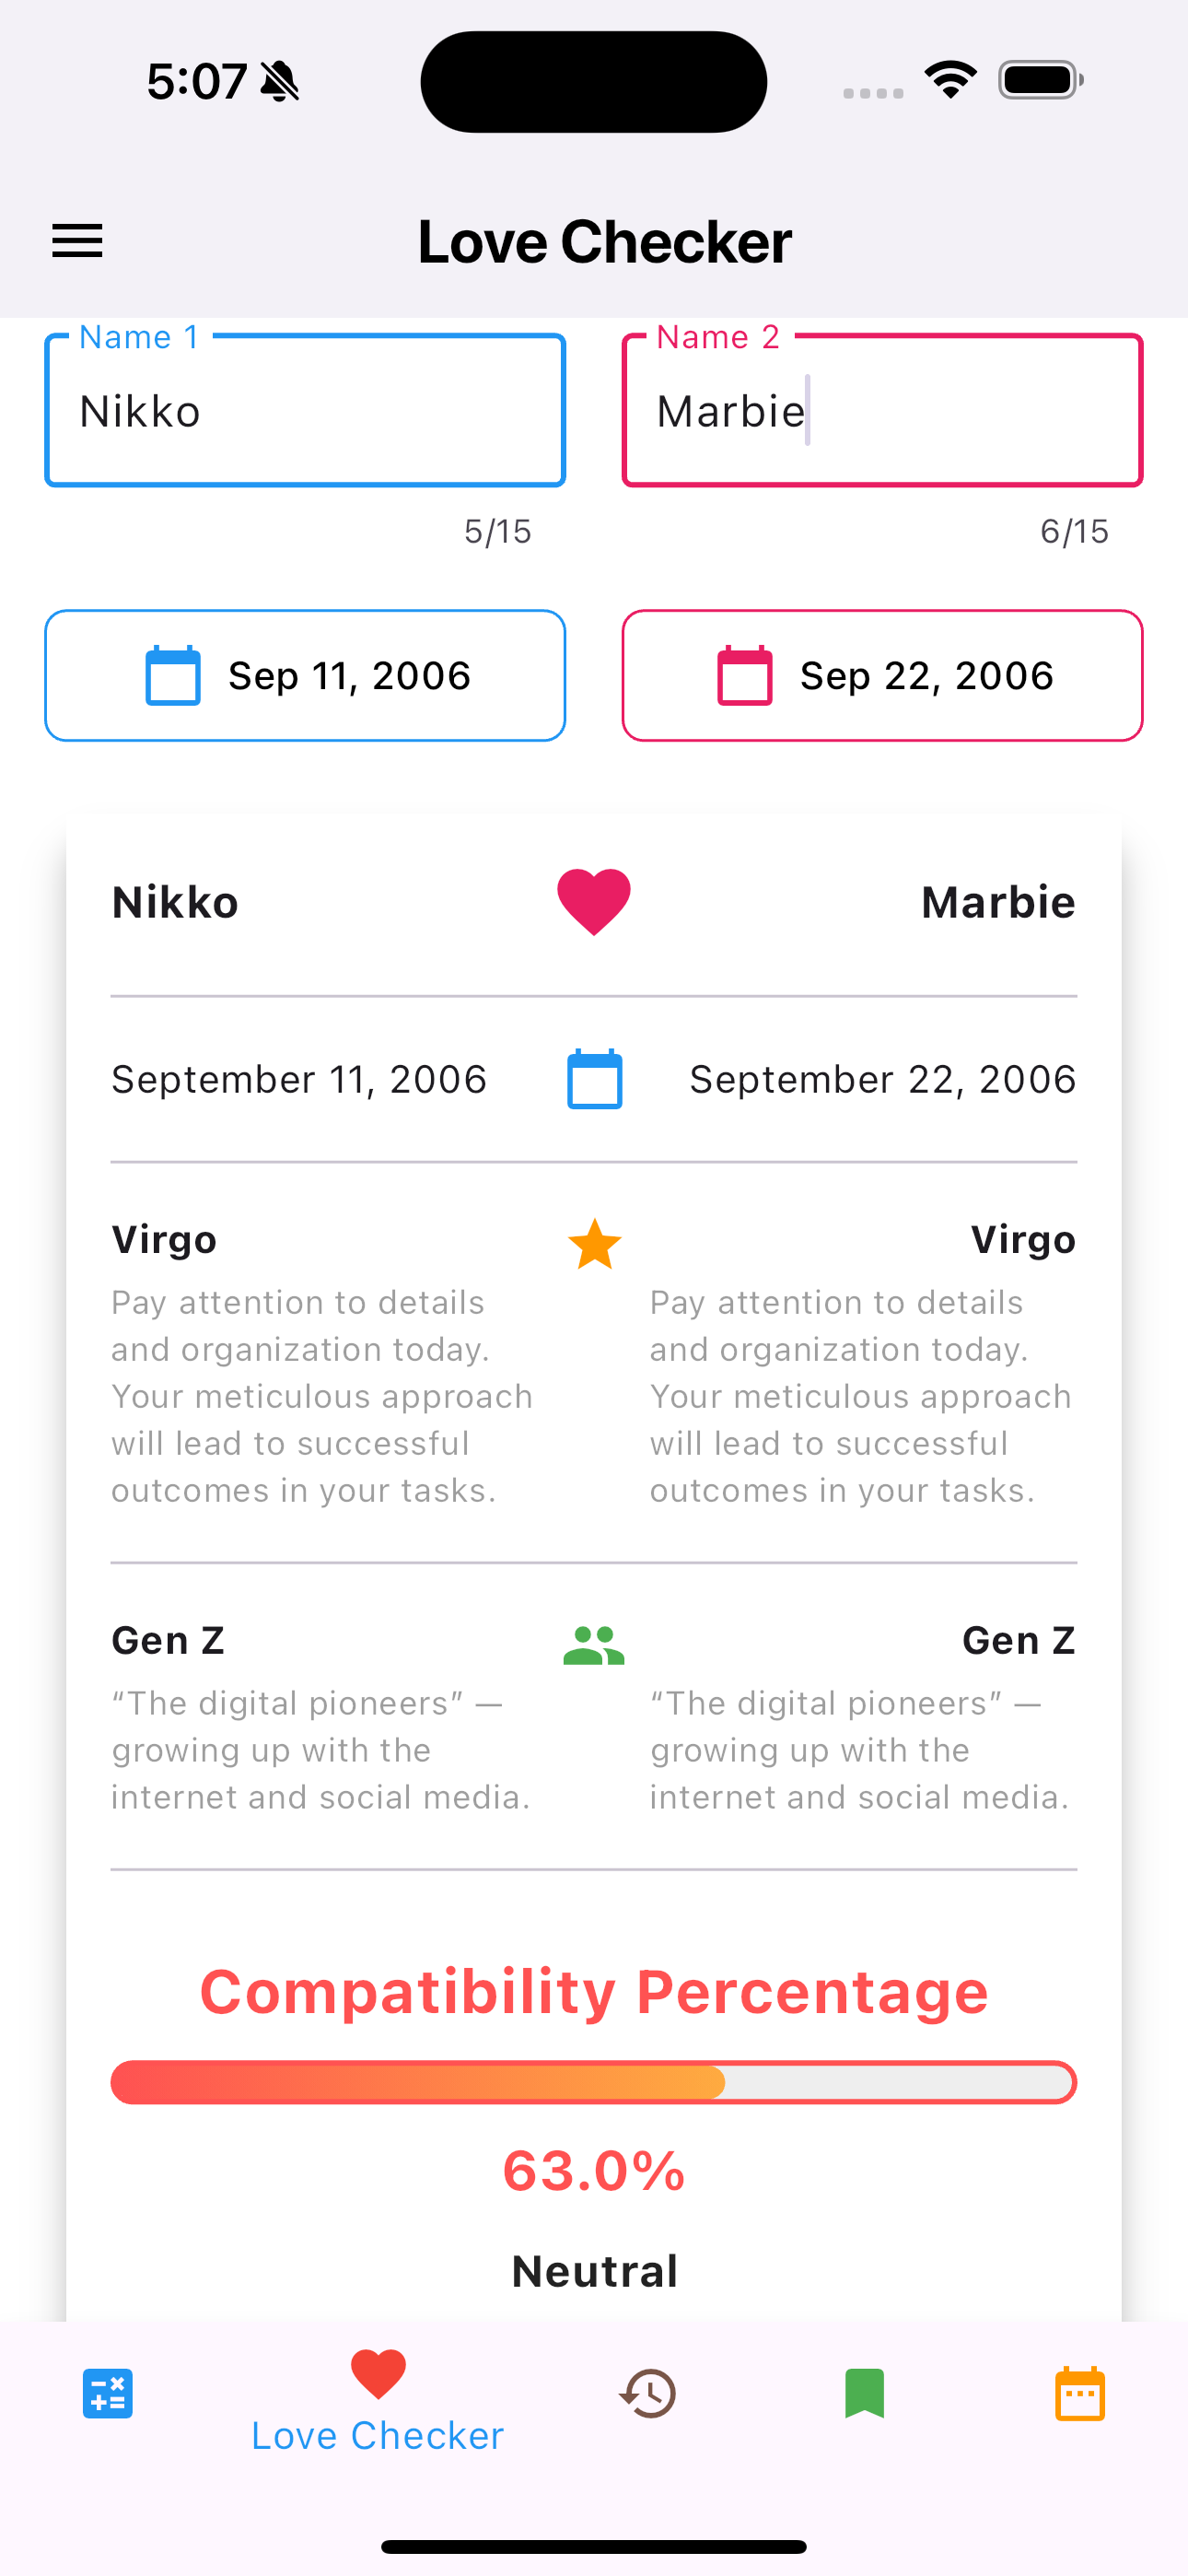 5:07
Love Checker
Name 1
Name 2
Nikko
Marbie
5/15
6/15
Sep 11, 2006
Sep 22, 2006
Nikko
Marbie
September 11, 2006
September 22, 2006
Virgo
Pay attention to details
and organization today.
Your meticulous approach
will lead to successful
outcomes in your tasks.
Virgo
Pay attention to details
and organization today.
Your meticulous approach
will lead to successful
outcomes in your tasks.
Gen Z
“The digital pioneers” —
growing up with the
internet and social media.
Gen Z
“The digital pioneers” —
growing up with the
internet and social media.
Compatibility Percentage
63.0%
Neutral
Love Checker